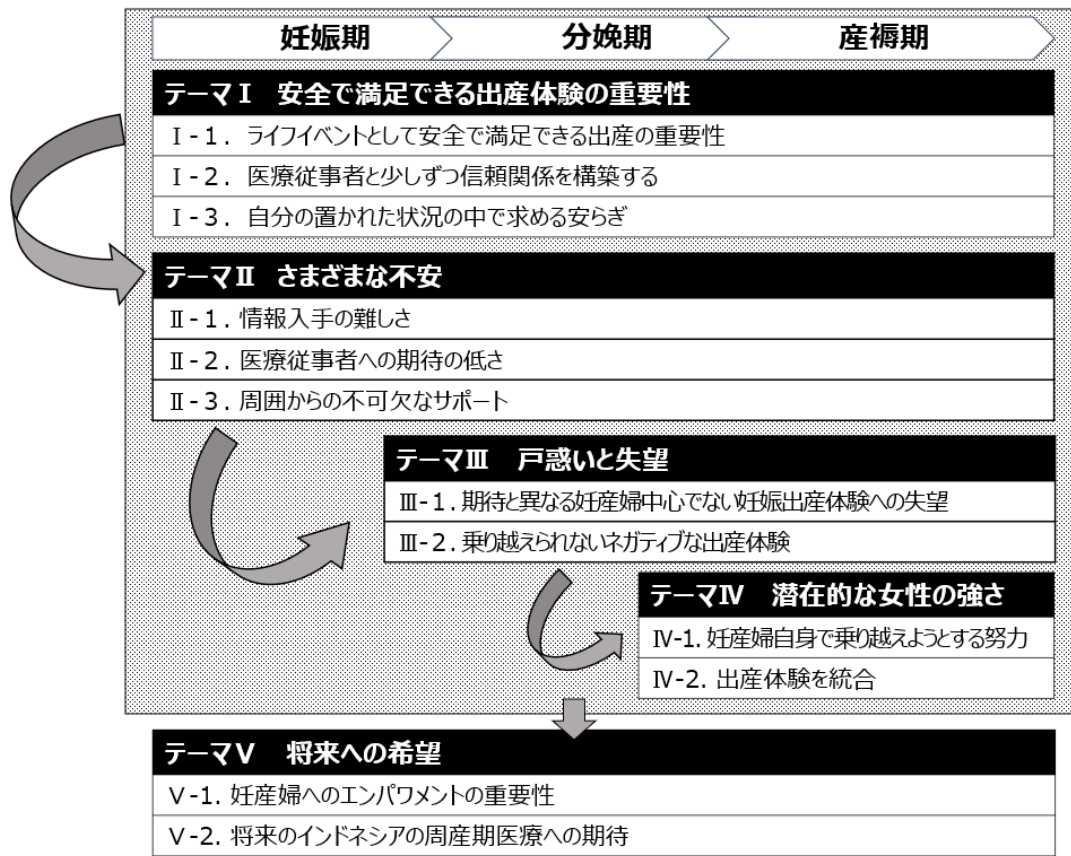 妊娠期 分娩期 産褥期
テーマⅠ 安全で満足できる出産体験の重要性
Ⅰ-1. ライフイベントとして安全で満足できる出産の重要性
Ⅰ-2. 医療従事者と少しずつ信頼関係を構築する
Ⅰ-3. 自分の置かれた状況の中で求める安らぎ
テーマⅡ さまざまな不安
Ⅱ-1. 情報入手の難しさ
Ⅱ-2. 医療従事者への期待の低さ
Ⅱ-3. 周囲からの不可欠なサポート
テーマⅢ 戸惑いと失望
Ⅲ-1. 期待と異なる妊産婦中心でない妊娠出産体験への失望
Ⅲ-2. 乗り越えられないネガティブな出産体験
テーマⅣ 潜在的な女性の強さ
Ⅳ-1. 妊産婦自身で乗り越えようとする努力
Ⅳ-2. 出産体験を統合
テーマⅤ 将来への希望
Ⅴ-1. 妊産婦へのエンパワメントの重要性
Ⅴ-2. 将来のインドネシアの周産期医療への期待